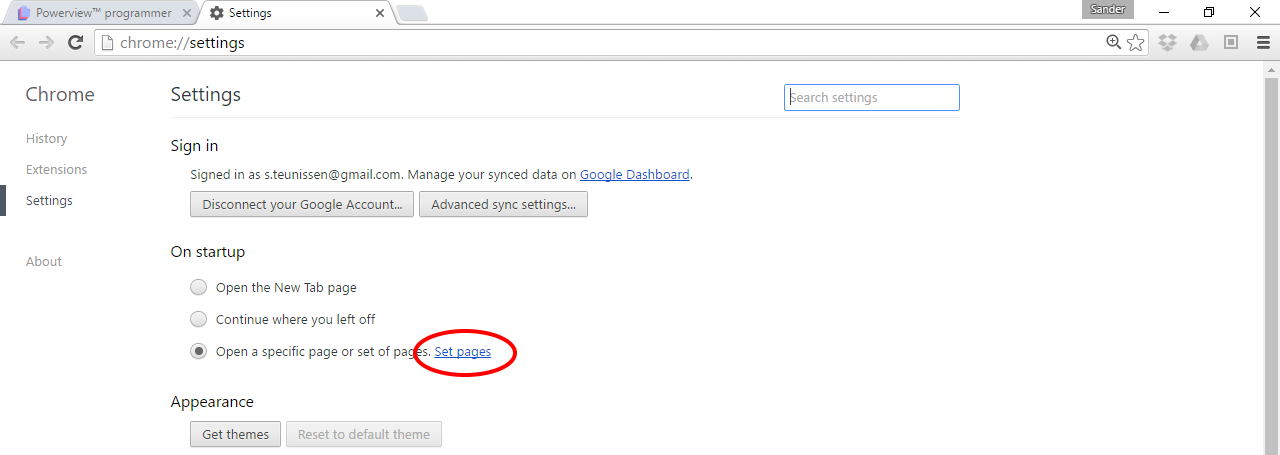 Powerview™ programmer
Settings
Sander
chrome://settings
Chrome
Settings
Search settings
History
Extensions
Settings
About
Sign in
Signed in as s.teunissen@gmail.com. Manage your synced data on Google Dashboard.
Disconnect your Google Account...
Advanced sync settings...
On startup
Open the New Tab page
Continue where you left off
Open a specific page or set of pages. Set pages
Appearance
Get themes
Reset to default theme